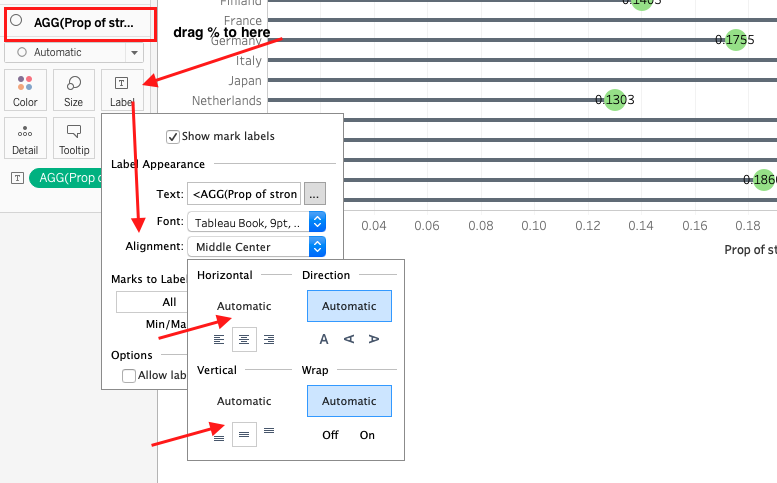 AGG(Prop of str...
Automatic
Color
Size
Label
Detail
Tooltip
AGG(Prop
drag % to here
Finland
0.1403
France
Germany
0.1755
Italy
Japan
Netherlands
0.1303
0.04
0.06
0.08
0.10
0.12
0.14
0.16
0.18
Prop of st
Show mark labels
Label Appearance
Text:
<AGG(Prop of stron
...
Font:
Tableau Book, 9pt, ..
Alignment:
Middle Center
Marks to Labe
All
Min/Ma
Options
Allow lab
Horizontal
Direction
Automatic
Automatic
A
A
A
Vertical
Wrap
Automatic
Automatic
Off
On